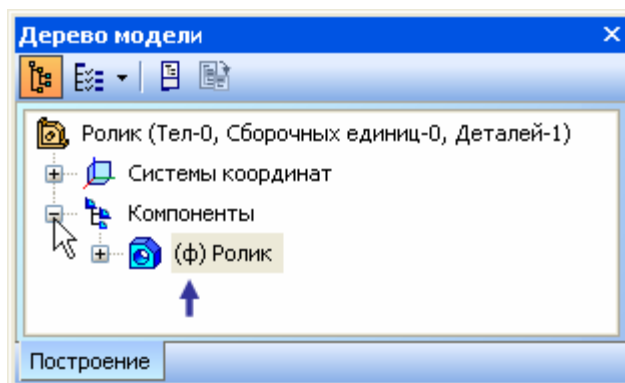 Дерево модели
Ролик (Тел-0, Сборочных единиц-0, Деталей-1)
Системы координат
Компоненты
(ф) Ролик
Построение